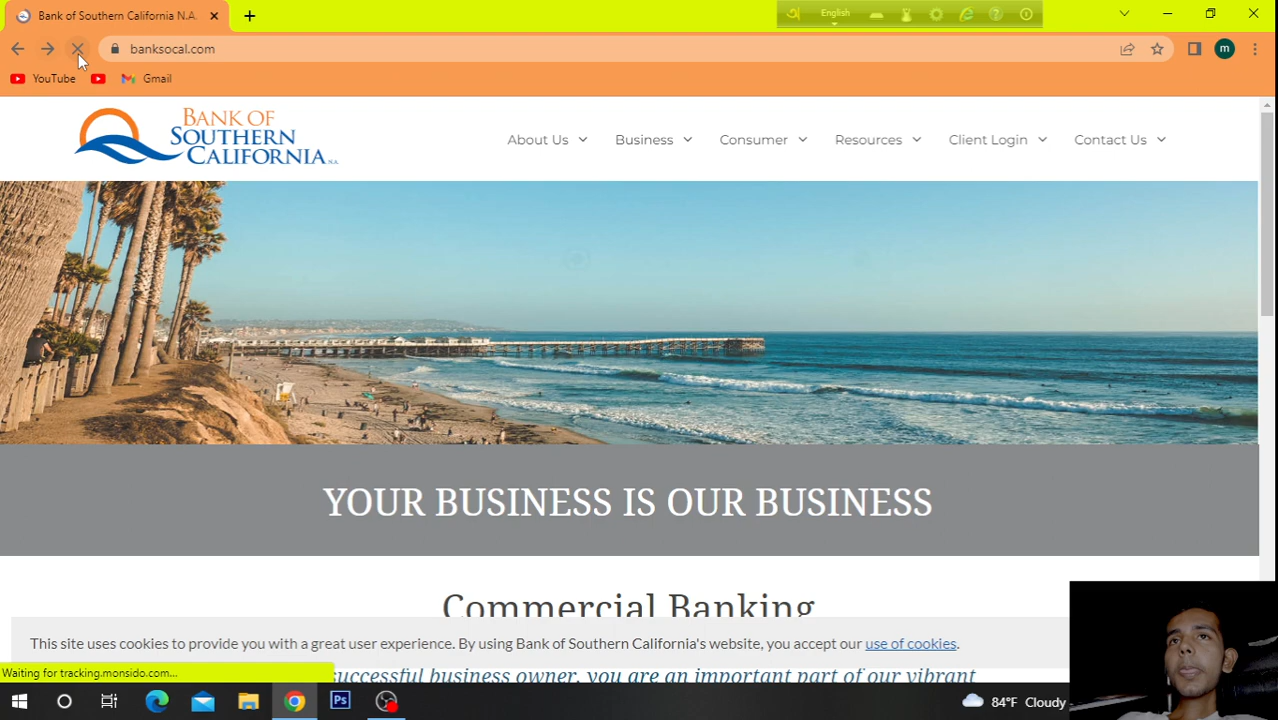 Bank of Southern California N.A.
English
banksocal.com
YouTube
Gmail
BANK OF
SOUTHERN
CALIFORNIA N.A.
About Us
Business
Consumer
Resources
Client Login
Contact Us
YOUR BUSINESS IS OUR BUSINESS
Commercial Banking
This site uses cookies to provide you with a great user experience. By using Bank of Southern California's website, you accept our use of cookies.
successful business owner, you are an important part of our vibrant
Waiting for tracking.monsido.com...
Ps
84°F Cloudy
m